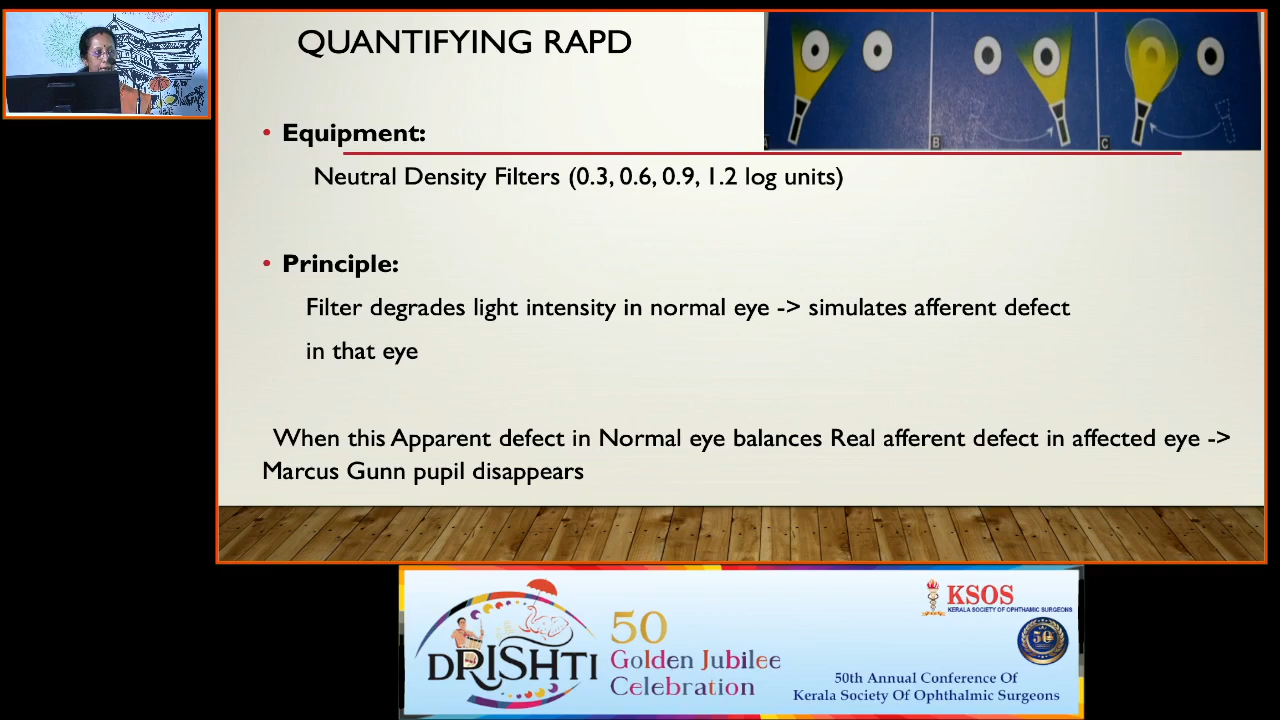 QUANTIFYING RAPD
B
C
• Equipment:
Neutral Density Filters (0.3, 0.6, 0.9, 1.2 log units)
• Principle:
Filter degrades light intensity in normal eye -> simulates afferent defect
in that eye
When this Apparent defect in Normal eye balances Real afferent defect in affected eye ->
Marcus Gunn pupil disappears
DRISHTI
50
Golden Jubilee
Celebration
KSOS
KERALA SOCIETY OF OPHTHAMIC SURGEONS
50
50th Annual Conference Of
Kerala Society Of Ophthalmic Surgeons